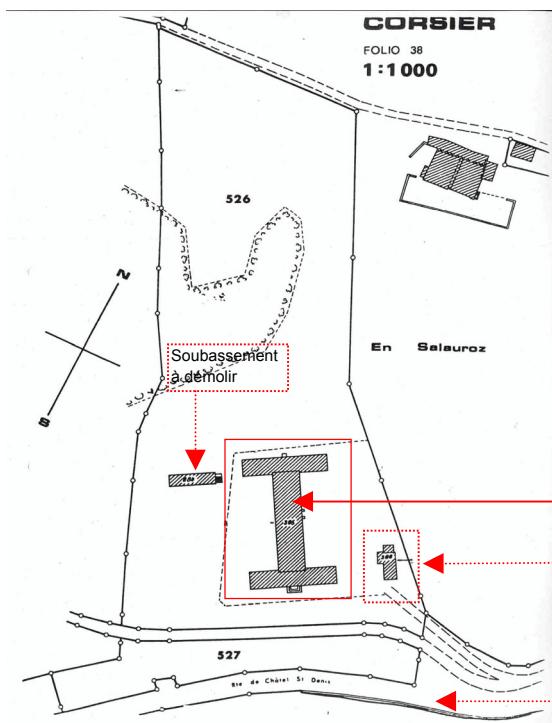 CORSIER
FOLIO 38
1:1000
526
N
S
En Salauroz
Soubassement
à démolir
527
Rte de Châtel St Denis